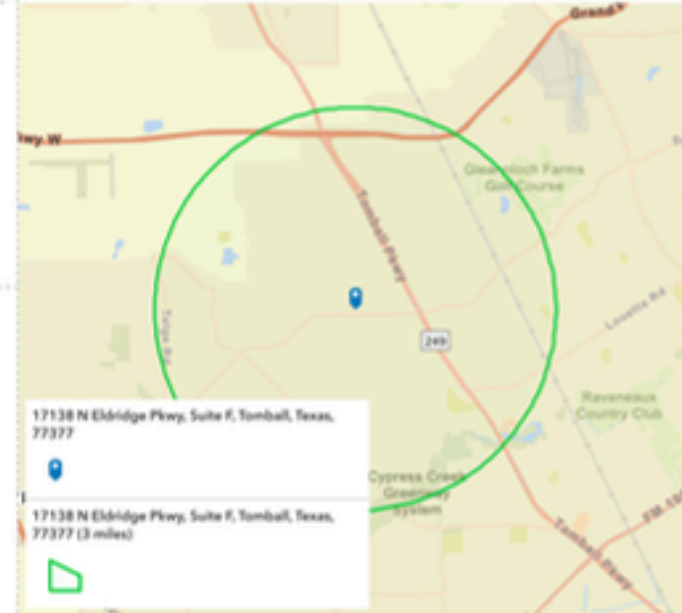 Grand
wy W
Gleannloch Farms
Golf Course
Tomball Pkwy
249
Louetta Rd
Raveneaux
Country Club
17138 N Eldridge Pkwy, Suite F, Tomball, Texas,
77377
Cypress Creek
Greenway
System
17138 N Eldridge Pkwy, Suite F, Tomball, Texas,
77377 (3 miles)
Tomball Pkwy